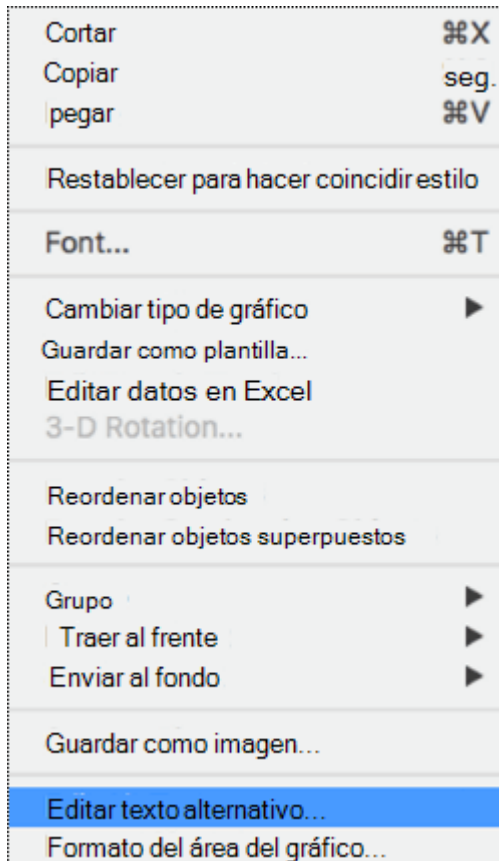 Cortar ⌘X
Copiar seg.
pegar ⌘V
Restablecer para hacer coincidir estilo
Font... ⌘T
Cambiar tipo de gráfico
Guardar como plantilla...
Editar datos en Excel
3-D Rotation...
Reordenar objetos
Reordenar objetos superpuestos
Grupo
Traer al frente
Enviar al fondo
Guardar como imagen...
Editar texto alternativo...
Formato del área del gráfico...